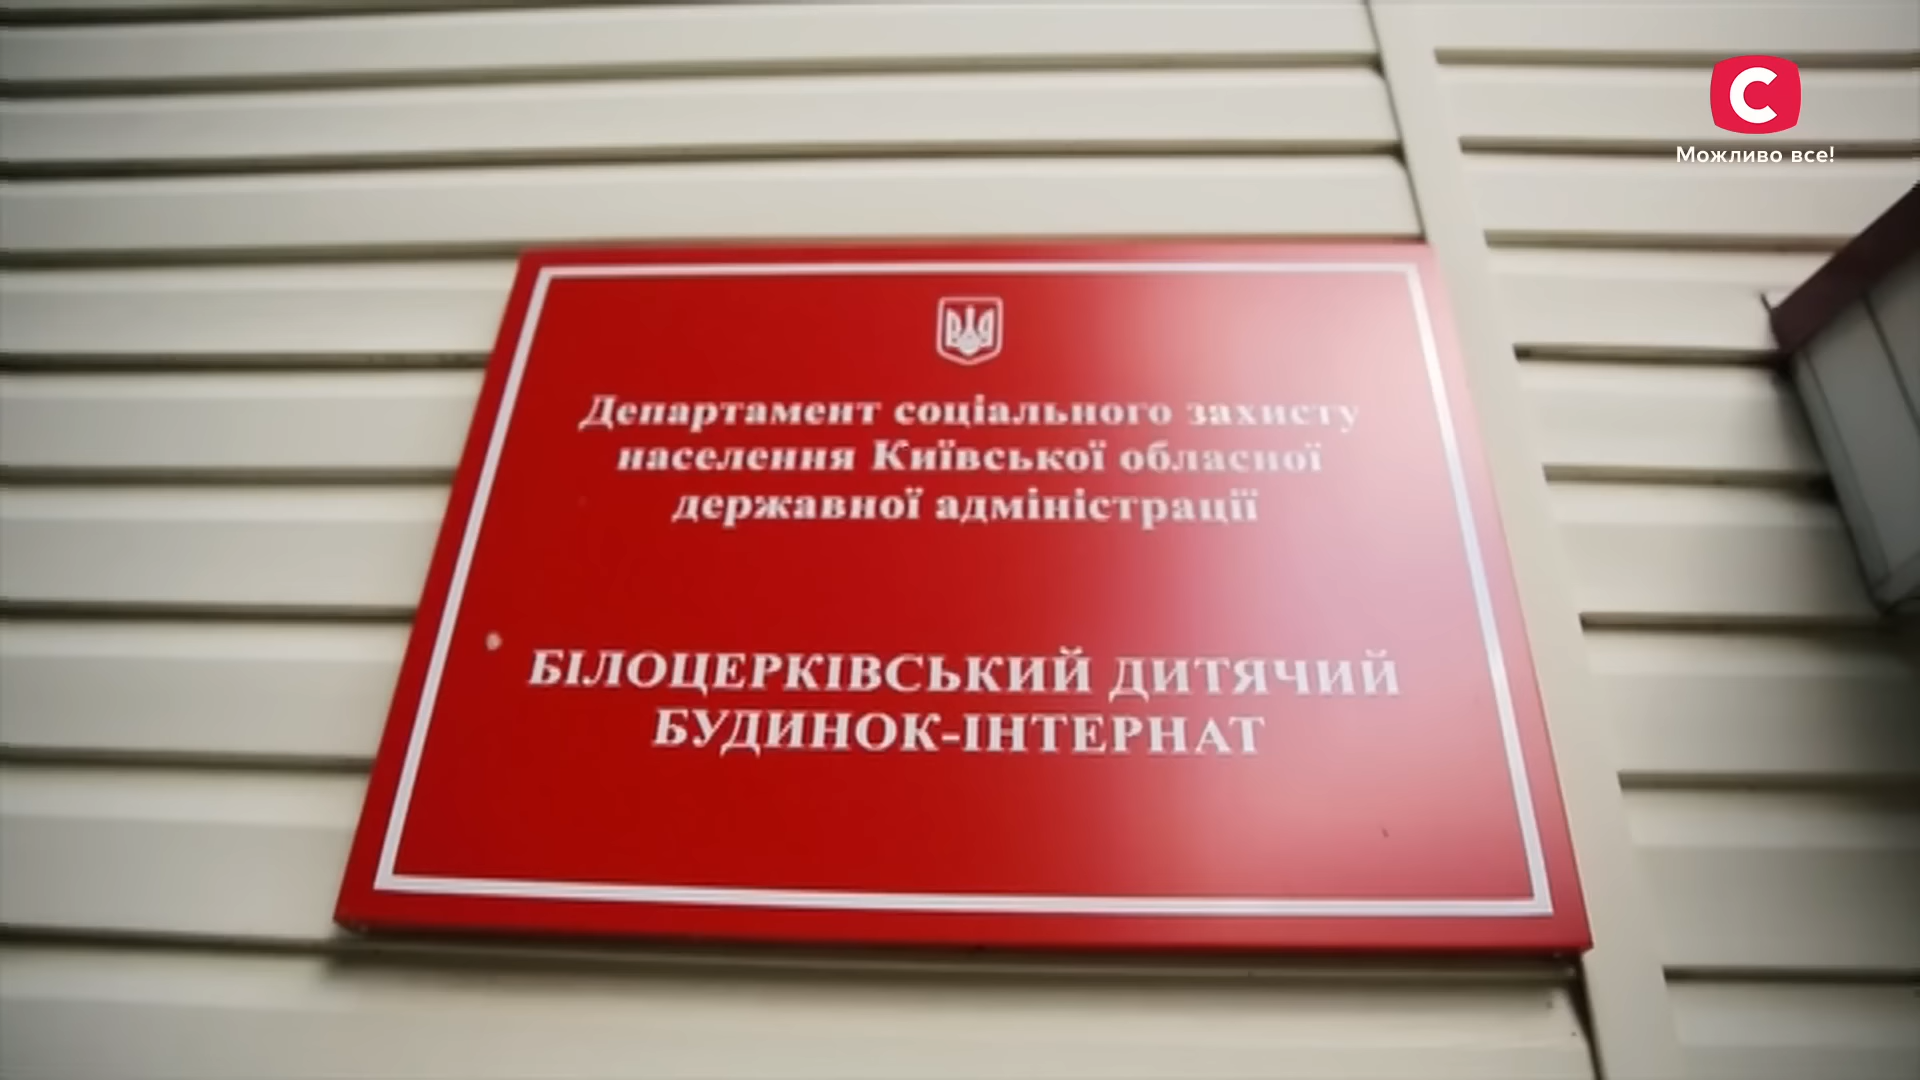 С
Можливо все!
Департамент соціального захисту
населення Київської обласної
державної адміністрації
БІЛОЦЕРКІВСЬКИЙ ДИТЯЧИЙ
БУДИНОК-ІНТЕРНАТ